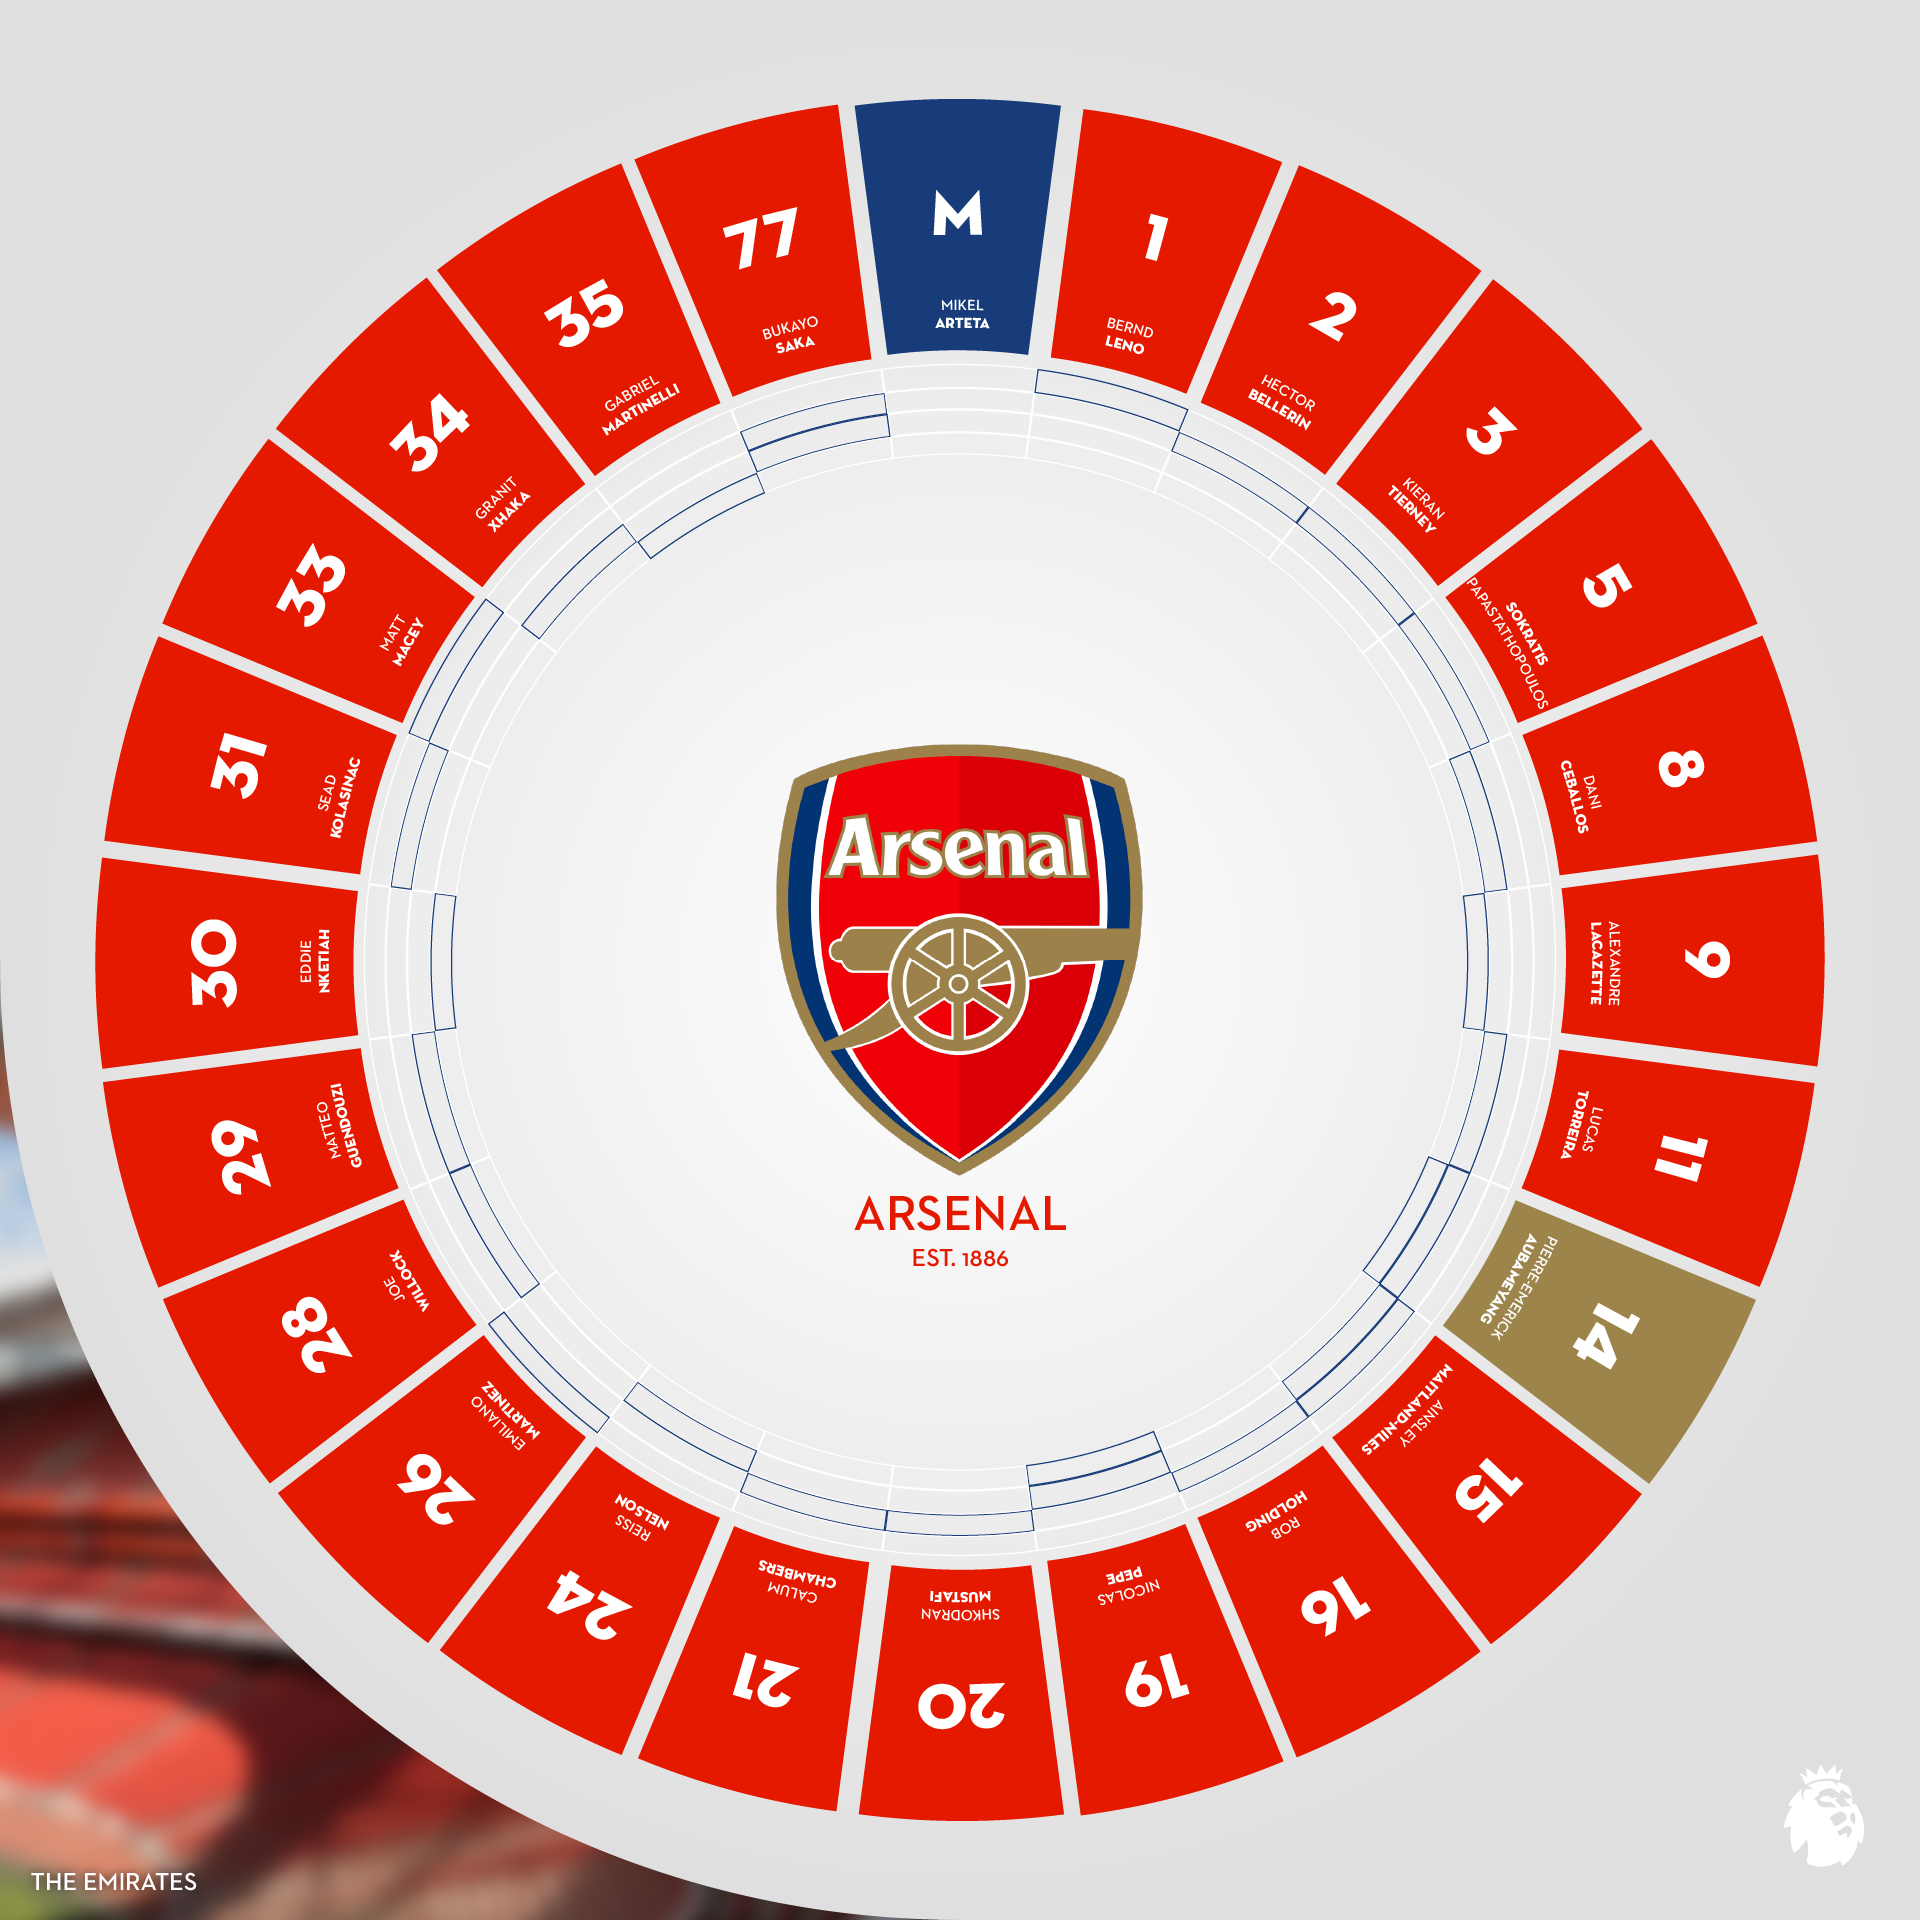 M
MIKEL
ARTETA
1
BERND
LENO
2
HECTOR
BELLERIN
3
KIERAN
TIERNEY
5
SOKRATIS
PAPASTATHOPOULOS
8
DANI
CEBALLOS
9
ALEXANDRE
LACAZETTE
11
LUCAS
TORREIRA
14
PIERRE-EMERICK
AUBAMEYANG
15
AINSLEY
MAITLAND-NILES
16
ROB
HOLDING
19
NICOLAS
PEPE
20
SHKODRAN
MUSTAFI
21
CALUM
CHAMBERS
24
REISS
NELSON
26
EMILIANO
MARTINEZ
28
JOE
WILLOCK
29
MATTEO
GUENDOUZI
30
EDDIE
NKETIAH
31
SEAD
KOLASINAC
33
MATT
MACEY
34
GRANIT
XHAKA
35
GABRIEL
MARTINELLI
77
BUKAYO
SAKA
Arsenal
ARSENAL
EST. 1886
THE EMIRATES